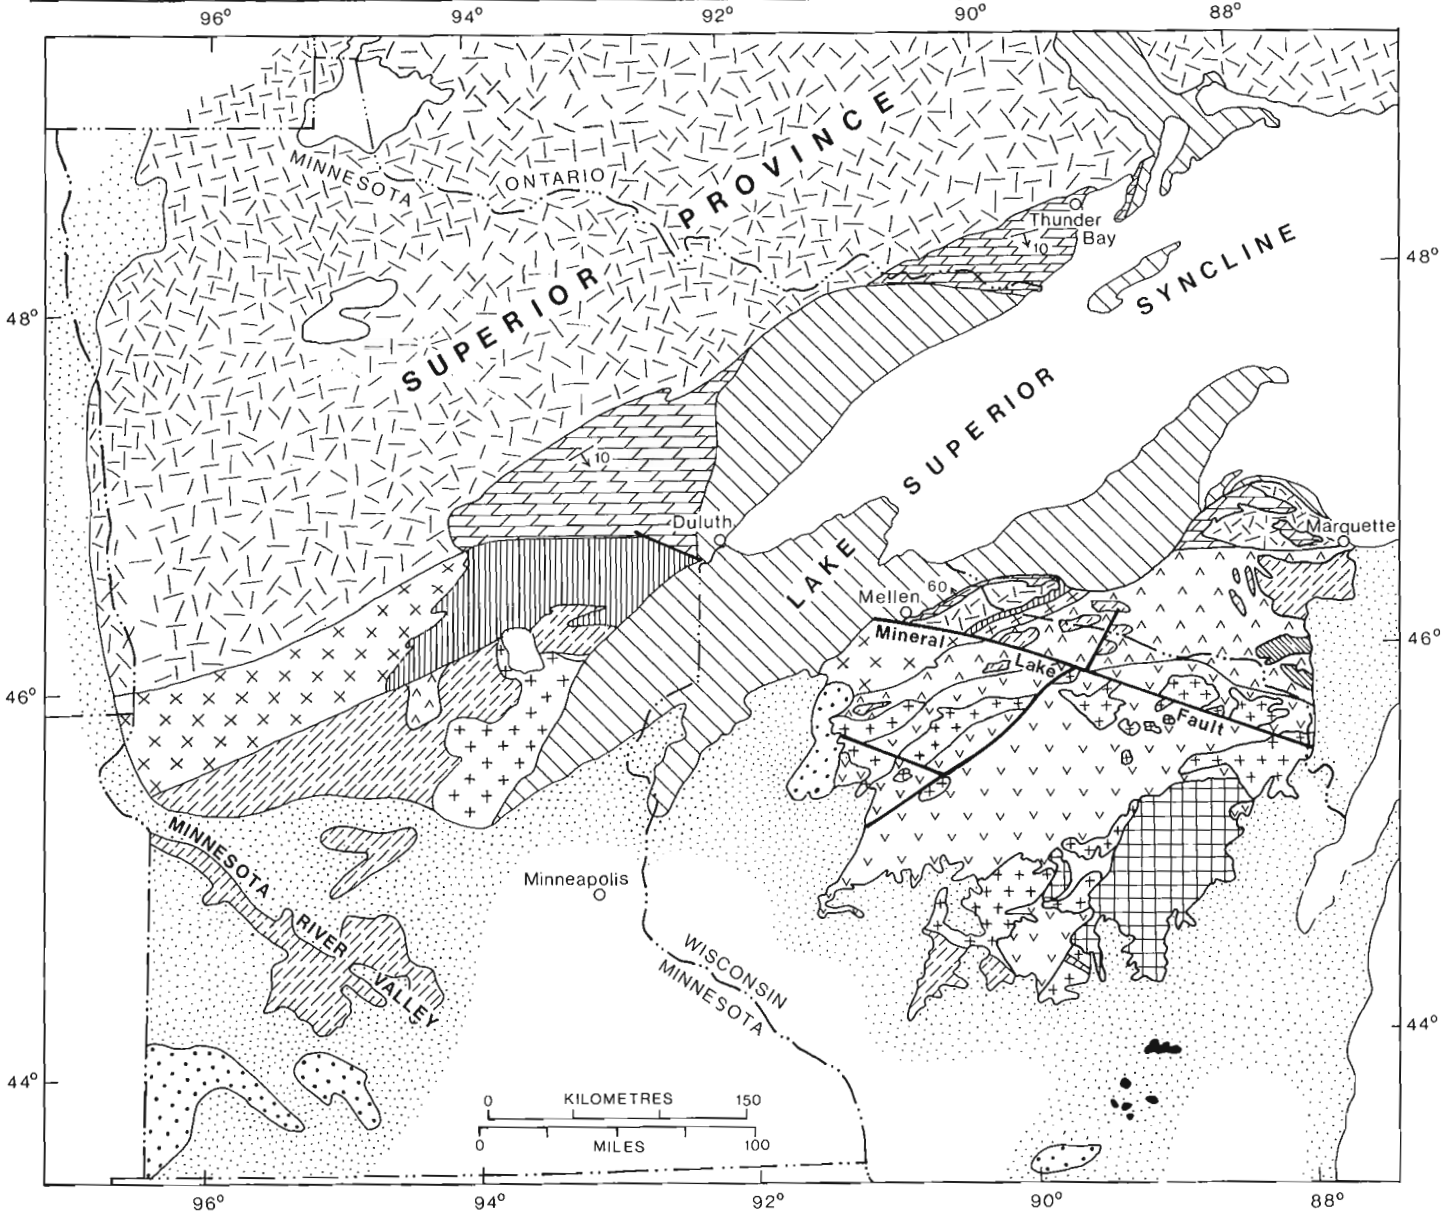 96° 94° 92° 90° 88°
MINNESOTA
ONTARIO
SUPERIOR PROVINCE
Thunder
Bay
10
48°
48°
LAKE SUPERIOR SYNCLINE
10
Duluth
Marquette
Mellen
60
Mineral Lake Fault
46°
46°
MINNESOTA RIVER VALLEY
Minneapolis
WISCONSIN
MINNESOTA
44°
44°
0 KILOMETRES 150
0 MILES 100
96° 94° 92° 90° 88°